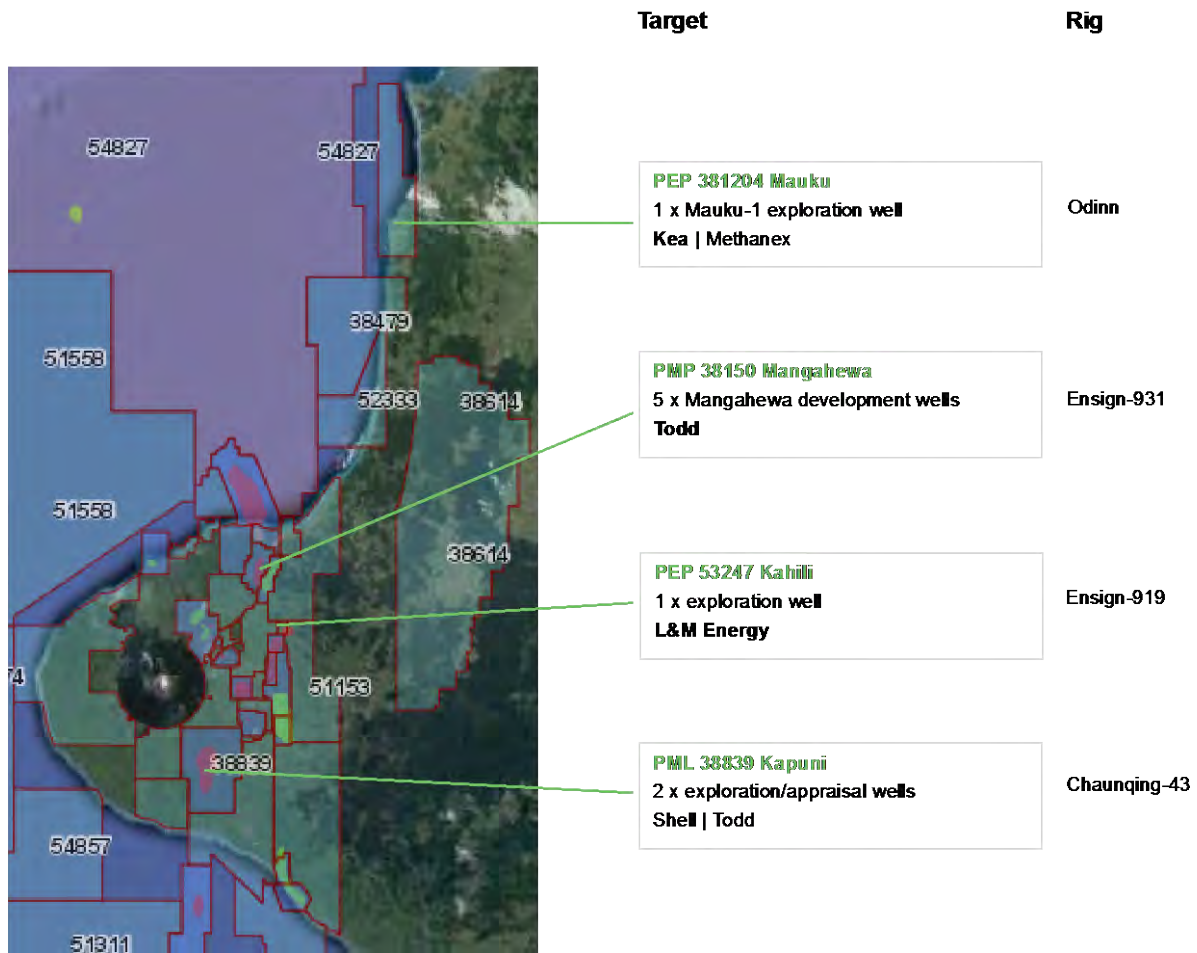 Target
Rig
54827
54827
PEP 381204 Mauku
1 x Mauku-1 exploration well
Kea | Methanex
Odinn
38479
51558
52333
38614
PMP 38150 Mangahewa
5 x Mangahewa development wells
Todd
Ensign-931
51558
38614
PEP 53247 Kahili
1 x exploration well
L&M Energy
Ensign-919
74
51153
38839
PML 38839 Kapuni
2 x exploration/appraisal wells
Shell | Todd
Chaunqing-43
54857
51311